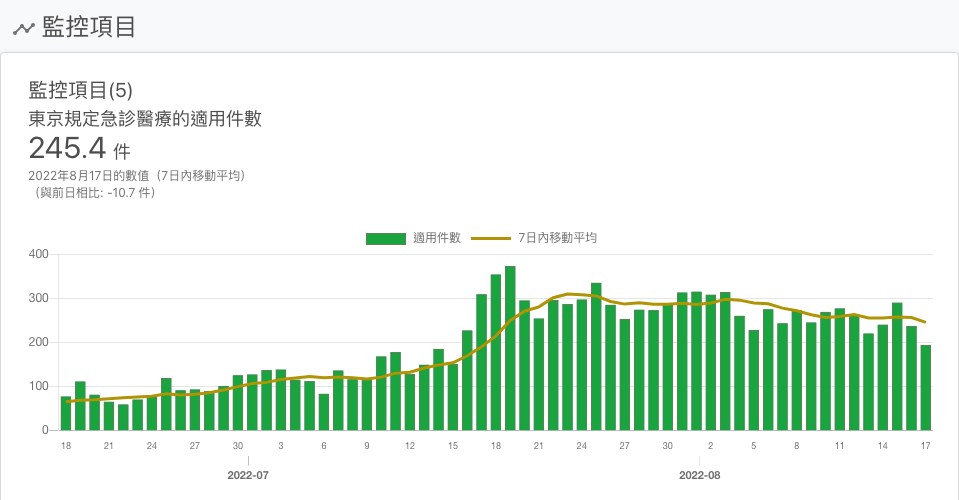 監控項目
監控項目(5)
東京規定急診醫療的適用件數
245.4 件
2022年8月17日的數值（7日內移動平均）
（與前日相比: -10.7 件）
適用件數 7日內移動平均
400
300
200
100
0
18 21 24 27 30 3 6 9 12 15 18 21 24 27 30 2 5 8 11 14 17
2022-07 2022-08